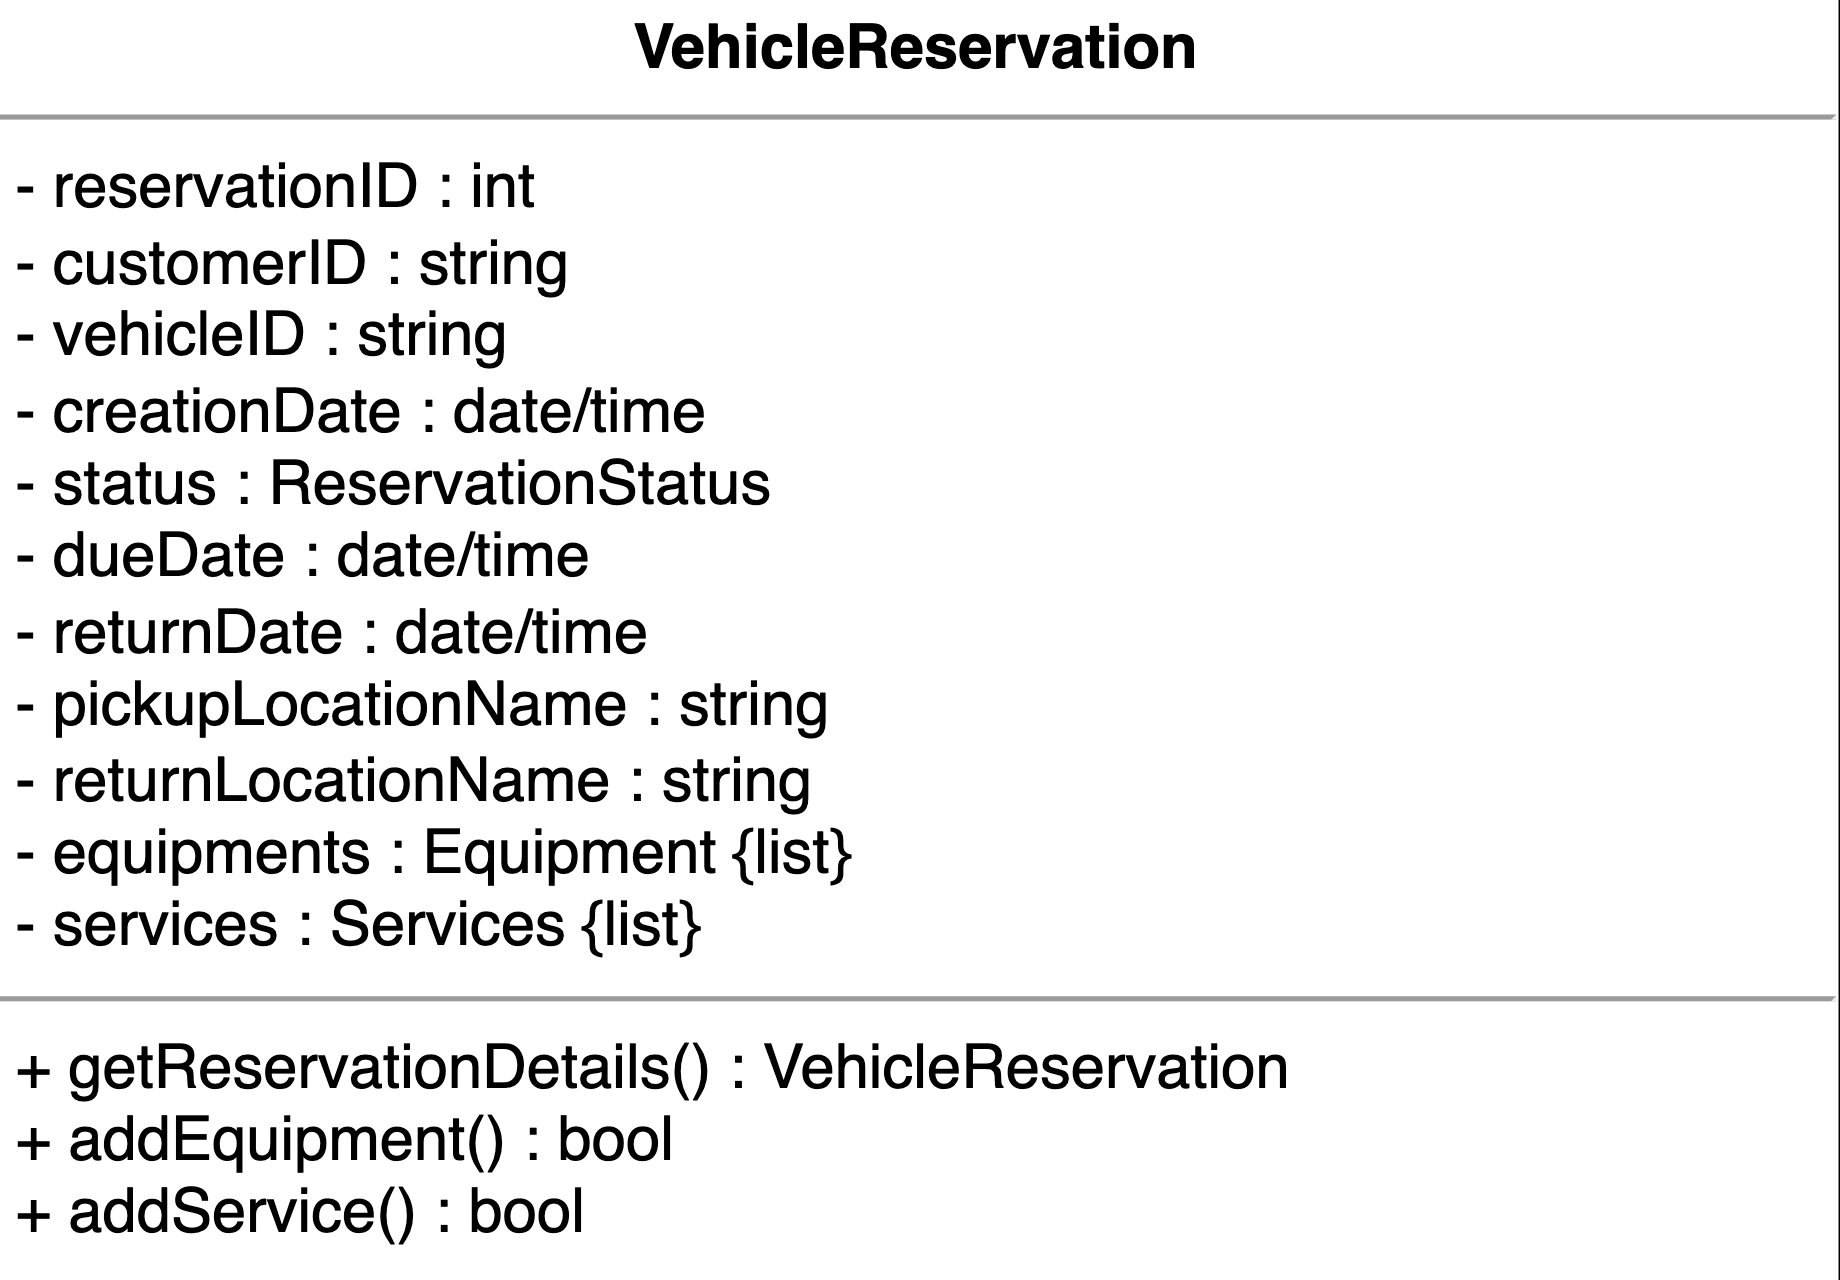 VehicleReservation
- reservationID : int
- customerID : string
- vehicleID : string
- creationDate : date/time
- status : ReservationStatus
- dueDate : date/time
- returnDate : date/time
- pickupLocationName : string
- returnLocationName : string
- equipments : Equipment {list}
- services : Services {list}
+ getReservationDetails() : VehicleReservation
+ addEquipment() : bool
+ addService() : bool